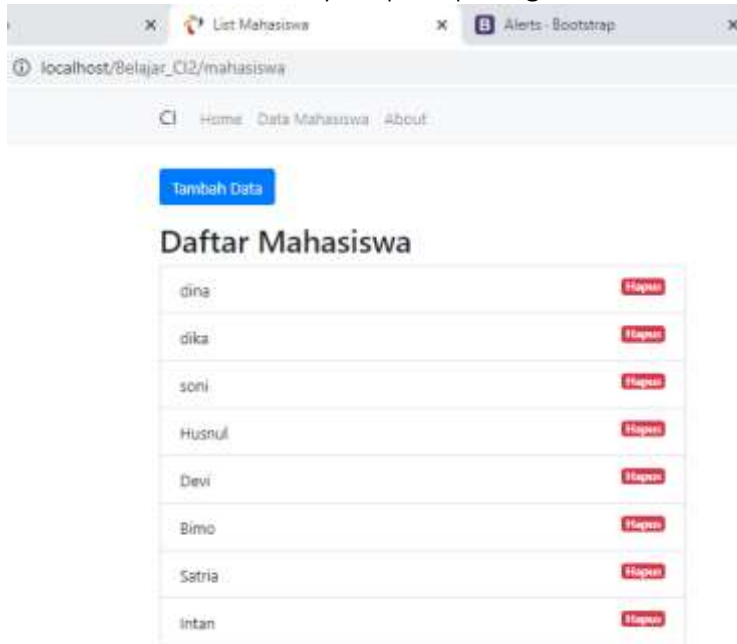 List Mahasiswa
Alerts · Bootstrap
localhost/Belajar_CI2/mahasiswa
CI Home Data Mahasiswa About
Tambah Data
Daftar Mahasiswa
dina Hapus
dika Hapus
soni Hapus
Husnul Hapus
Devi Hapus
Bimo Hapus
Satria Hapus
Intan Hapus